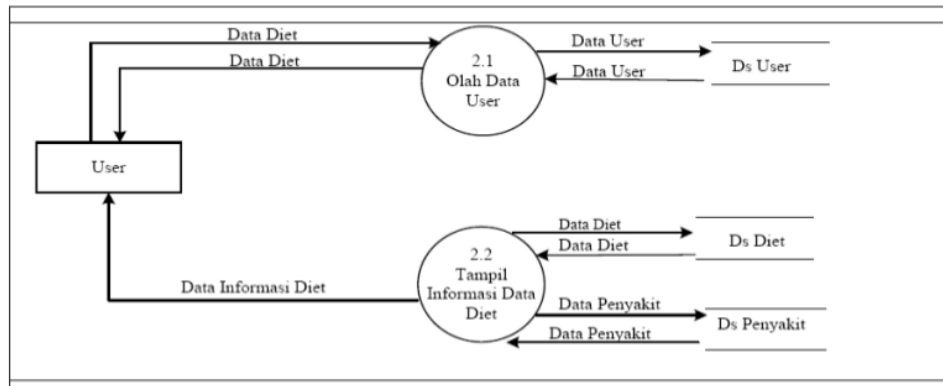 Data Diet
Data Diet
2.1
Olah Data
User
Data User
Data User
Ds User
User
2.2
Tampil
Informasi Data
Diet
Data Diet
Data Diet
Ds Diet
Data Informasi Diet
Data Penyakit
Data Penyakit
Ds Penyakit